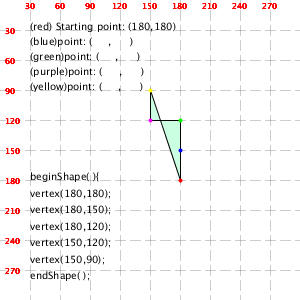 30 60 90 120 150 180 210 240 270
30
(red) Starting point: (180,180)
(blue)point: (    ,    )
(green)point: (    ,    )
60
(purple)point: (    ,    )
(yellow)point: (    ,    )
90
120
150
beginShape(){
180
vertex(180,180);
vertex(180,150);
210
vertex(180,120);
vertex(150,120);
240
vertex(150,90);
270
endShape();